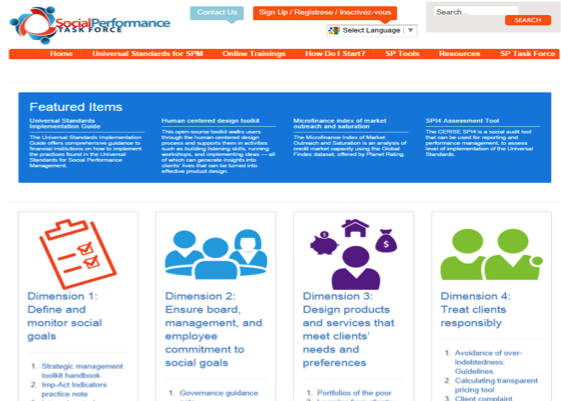 Contact Us
Sign Up / Registrese / Inscrivez-vous
Search...
SEARCH
Select Language
SocialPerformance
TASK FORCE
Home
Universal Standards for SPM
Online Trainings
How Do I Start?
SP Tools
Resources
SP Task Force
Featured Items
Universal Standards
Implementation Guide
The Universal Standards Implementation
Guide offers comprehensive guidance to
financial institutions on how to implement
the practices found in the Universal
Standards for Social Performance
Management.
Human centered design toolkit
This open-source toolkit walks users
through the human-centered design
process and supports them in activities
such as building listening skills, running
workshops, and implementing ideas — all
of which can generate insights into
clients' lives that can be turned into
effective product design.
Microfinance index of market
outreach and saturation
The Microfinance Index of Market
Outreach and Saturation is an analysis of
credit market capacity using the Global
Findex dataset, offered by Planet Rating.
SPI4 Assessment Tool
The CERISE SPI4 is a social audit tool
that can be used for reporting and
performance management, to assess
level of implementation of the Universal
Standards.
Dimension 1:
Define and
monitor social
goals
1. Strategic management
toolkit handbook
2. Imp-Act Indicators
practice note
Dimension 2:
Ensure board,
management, and
employee
commitment to
social goals
1. Governance guidance
$
$
Dimension 3:
Design products
and services that
meet clients'
needs and
preferences
1. Portfolios of the poor
Dimension 4:
Treat clients
responsibly
1. Avoidance of over-
indebtedness:
Guidelines
2. Calculating transparent
pricing tool
3. Client complaint